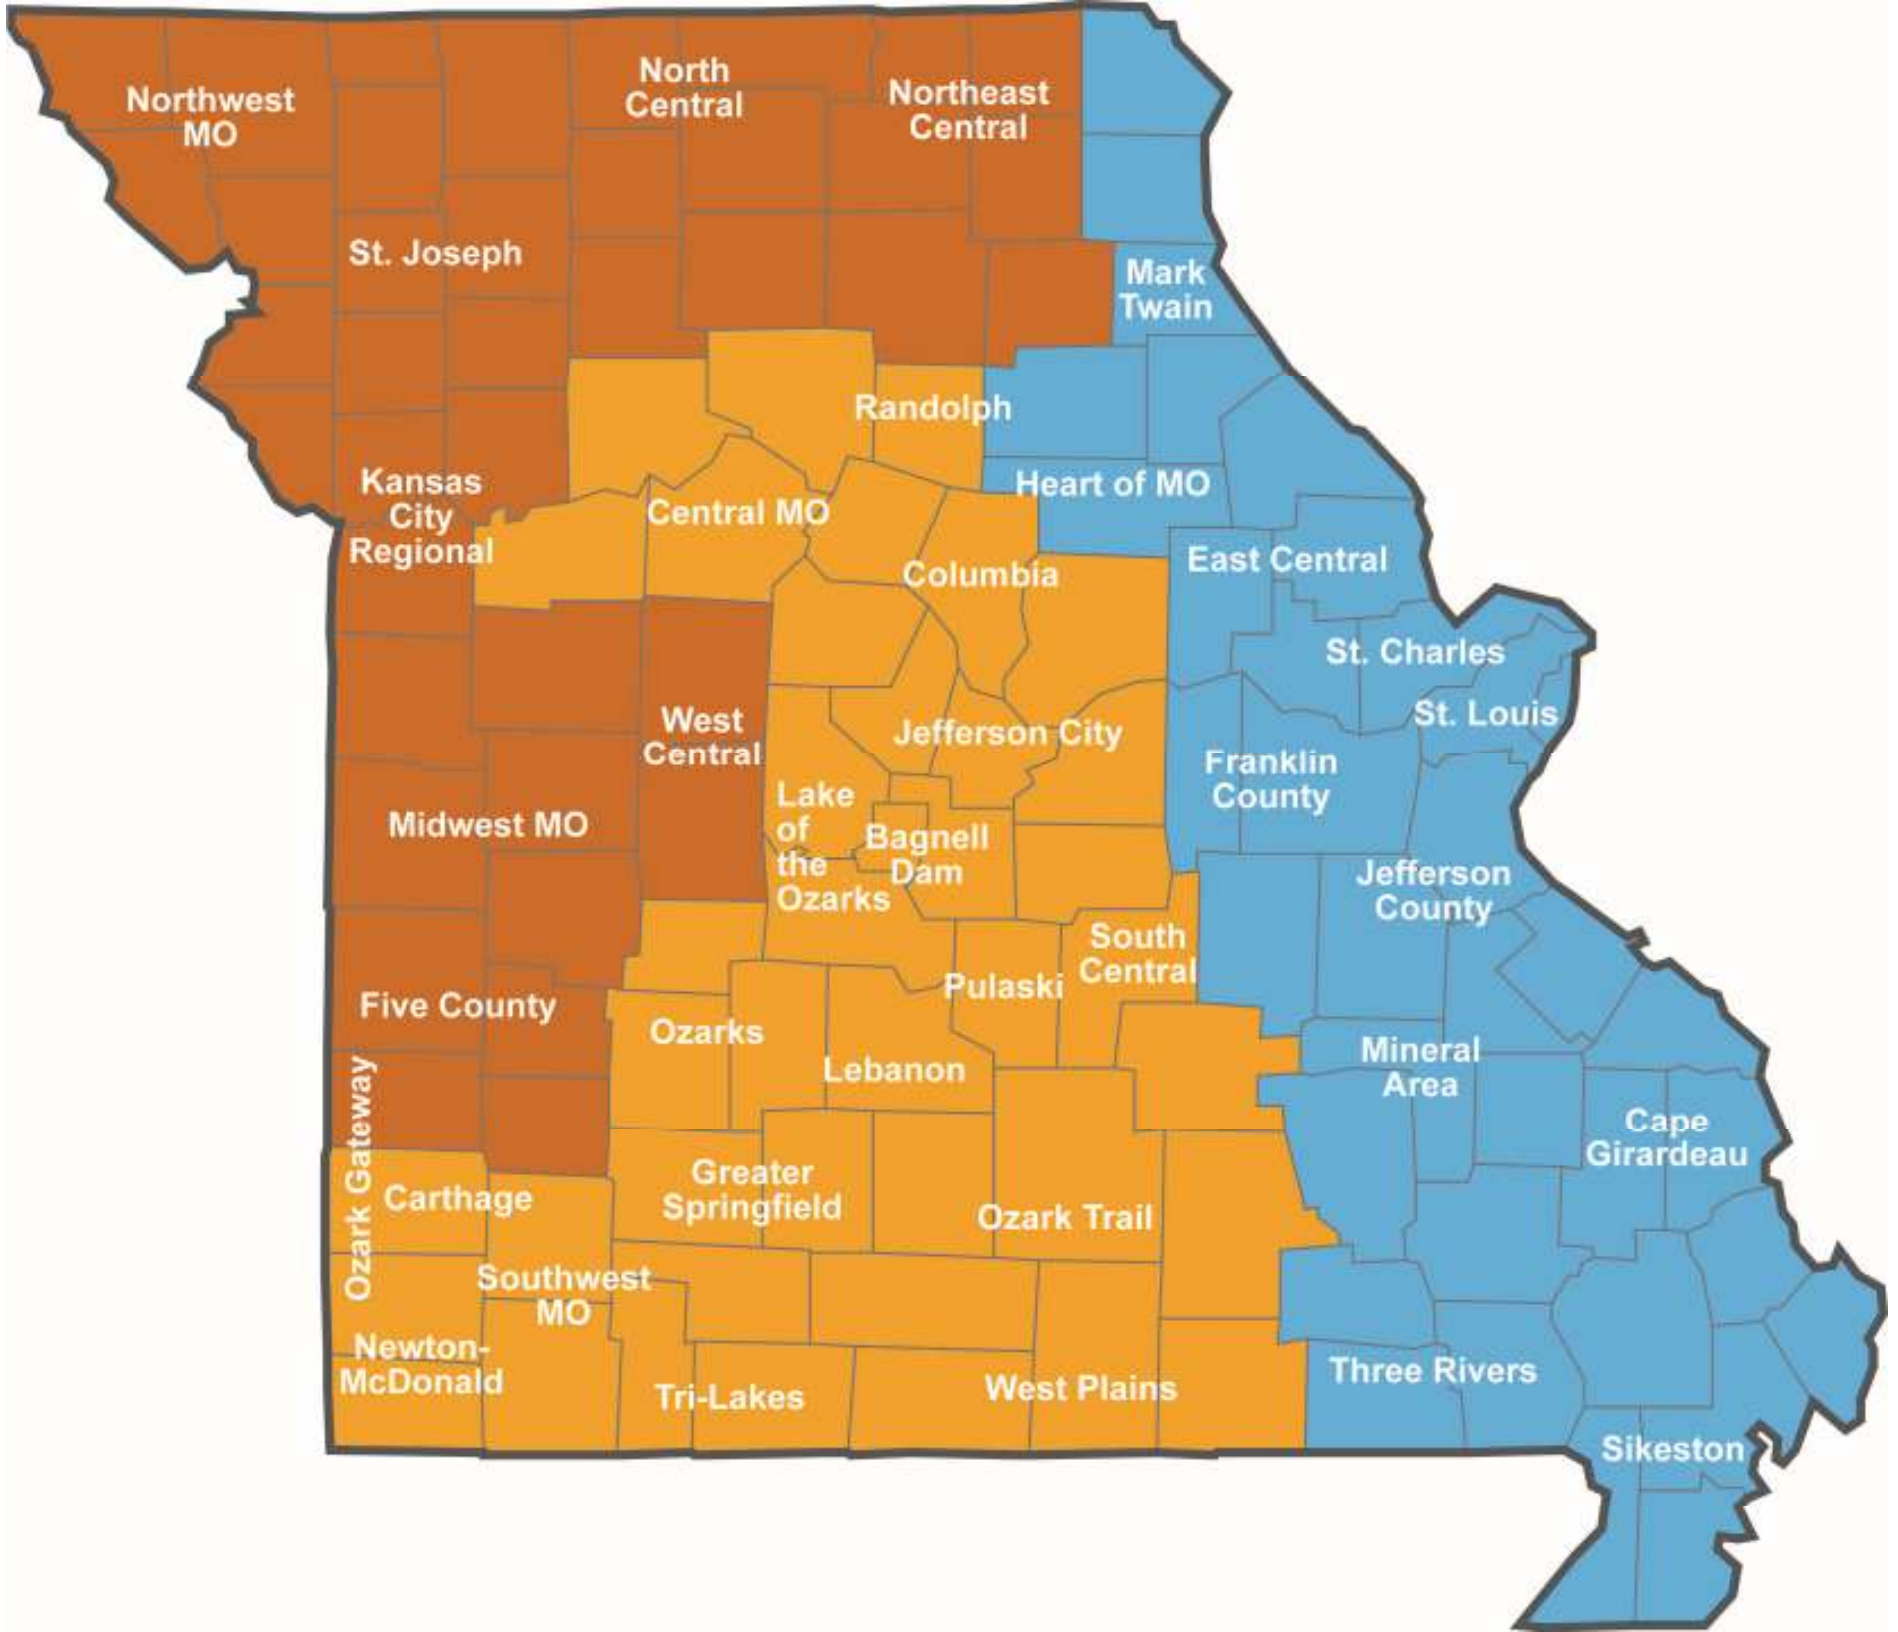 Northwest
MO
North
Central
Northeast
Central
St. Joseph
Mark
Twain
Randolph
Kansas
City
Regional
Central MO
Heart of MO
Columbia
East Central
St. Charles
St. Louis
West
Central
Jefferson City
Franklin
County
Midwest MO
Lake
of
the
Ozarks
Bagnell
Dam
Jefferson
County
South
Central
Pulaski
Five County
Ozarks
Lebanon
Mineral
Area
Cape
Girardeau
Ozark Gateway
Carthage
Greater
Springfield
Ozark Trail
Southwest
MO
Newton-
McDonald
Tri-Lakes
West Plains
Three Rivers
Sikeston